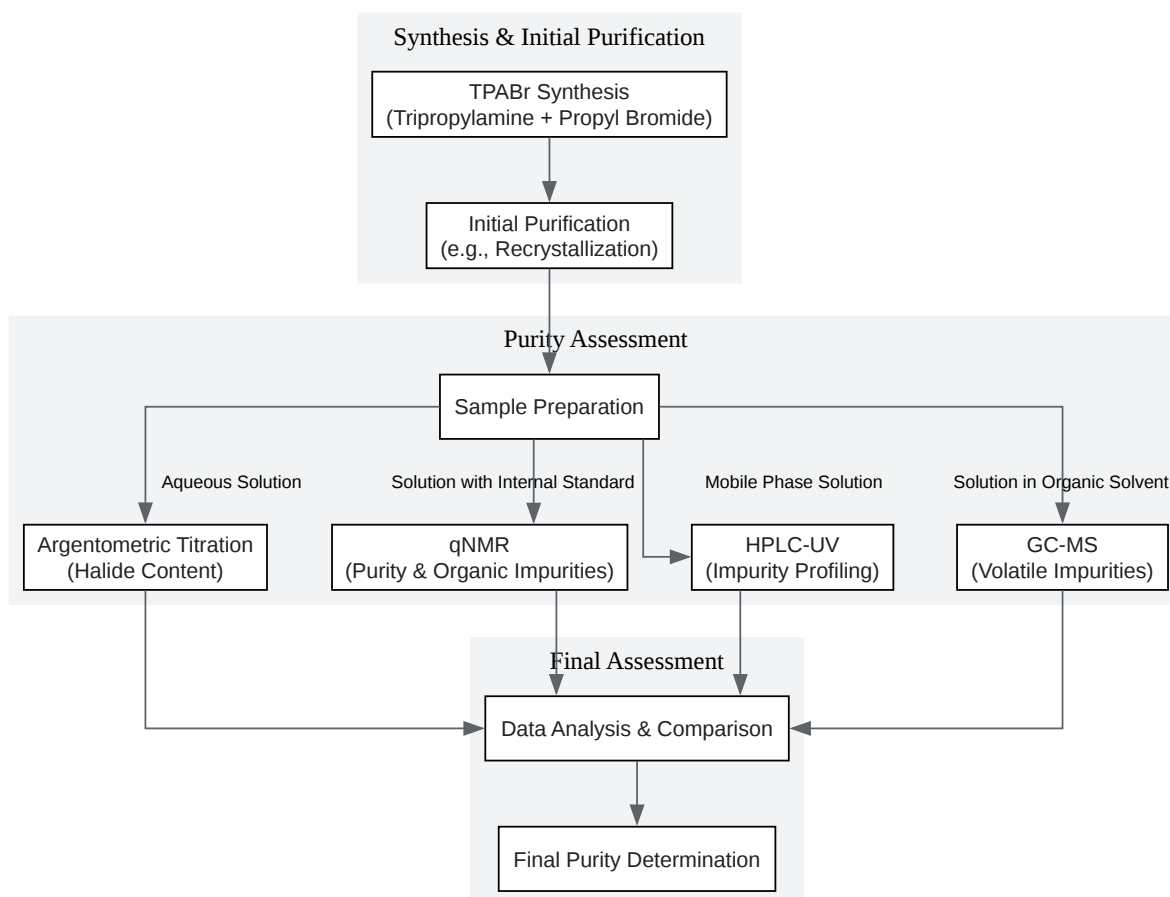 Synthesis & Initial Purification
TPABr Synthesis
(Tripropylamine + Propyl Bromide)
Initial Purification
(e.g., Recrystallization)
Purity Assessment
Sample Preparation
Aqueous Solution
Solution with Internal Standard
Mobile Phase Solution
Solution in Organic Solvent
Argentometric Titration
(Halide Content)
qNMR
(Purity & Organic Impurities)
HPLC-UV
(Impurity Profiling)
GC-MS
(Volatile Impurities)
Final Assessment
Data Analysis & Comparison
Final Purity Determination